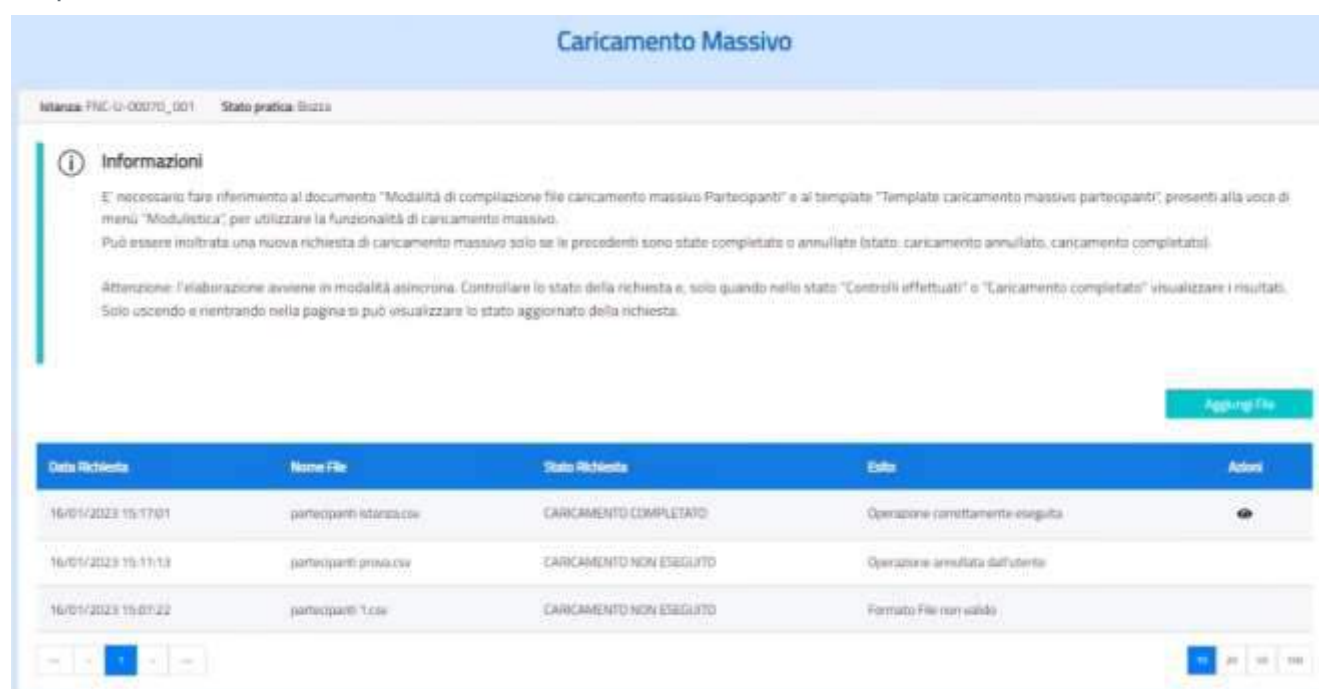 Caricamento Massivo
Istanza: FNC-U-00070_001 Stato pratica: Bozza
Informazioni
E' necessario fare riferimento al documento "Modalità di compilazione file caricamento massivo Partecipanti" e al template "Template caricamento massivo partecipanti", presenti alla voce di
menù "Modulistica", per utilizzare la funzionalità di caricamento massivo.
Può essere inoltrata una nuova richiesta di caricamento massivo solo se le precedenti sono state completato o annullate (stato: caricamento annullato, caricamento completato).
Attenzione: l'elaborazione avviene in modalità asincrona. Controllare lo stato della richiesta e, solo quando nello stato "Controlli effettuati" o "Caricamento completato" visualizzare i risultati.
Solo uscendo e rientrando nella pagina si può visualizzare lo stato aggiornato della richiesta.
Aggiungi File
Data Richiesta Nome File Stato Richiesta Esito Azioni
16/01/2023 15:17:01 partecipanti istanza.csv CARICAMENTO COMPLETATO Operazione correttamente eseguita
16/01/2023 15:11:13 partecipanti prova.csv CARICAMENTO NON ESEGUITO Operazione annullata dall'utente
16/01/2023 15:07:22 partecipanti 1.csv CARICAMENTO NON ESEGUITO Formato File non valido
1 10 20 50 100